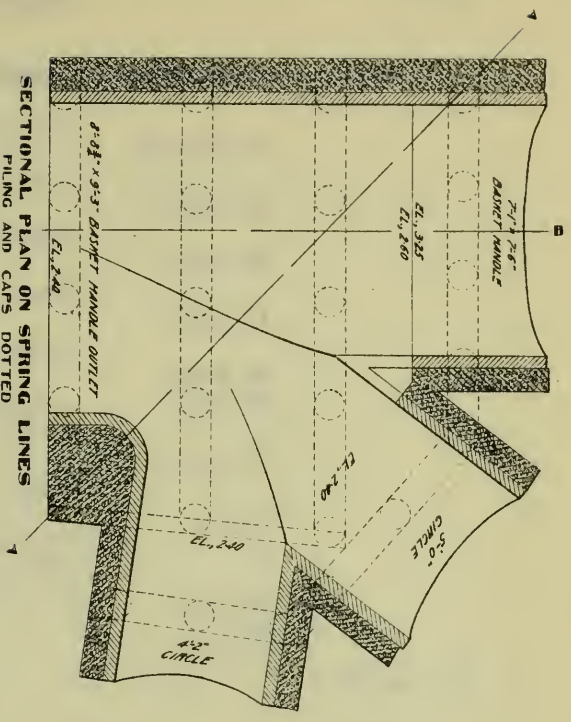 A
B
7'-1" x 7'-6"
BASKET HANDLE
EL., 3.25
EL., 2.60
8'-8¾" x 9'-3" BASKET HANDLE OUTLET
EL., 2.40
EL., 2.40
5'-0"
CIRCLE
EL., 2.40
4'-2"
CIRCLE
A
SECTIONAL PLAN ON SPRING LINES
PILING AND CAPS DOTTED